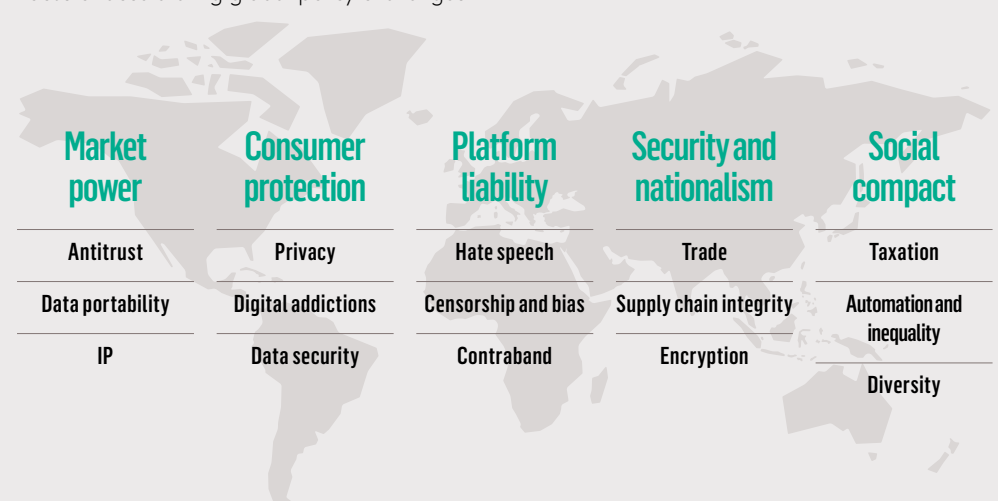 Market
power
Antitrust
Data portability
IP
Consumer
protection
Privacy
Digital addictions
Data security
Platform
liability
Hate speech
Censorship and bias
Contraband
Security and
nationalism
Trade
Supply chain integrity
Encryption
Social
compact
Taxation
Automation and
inequality
Diversity